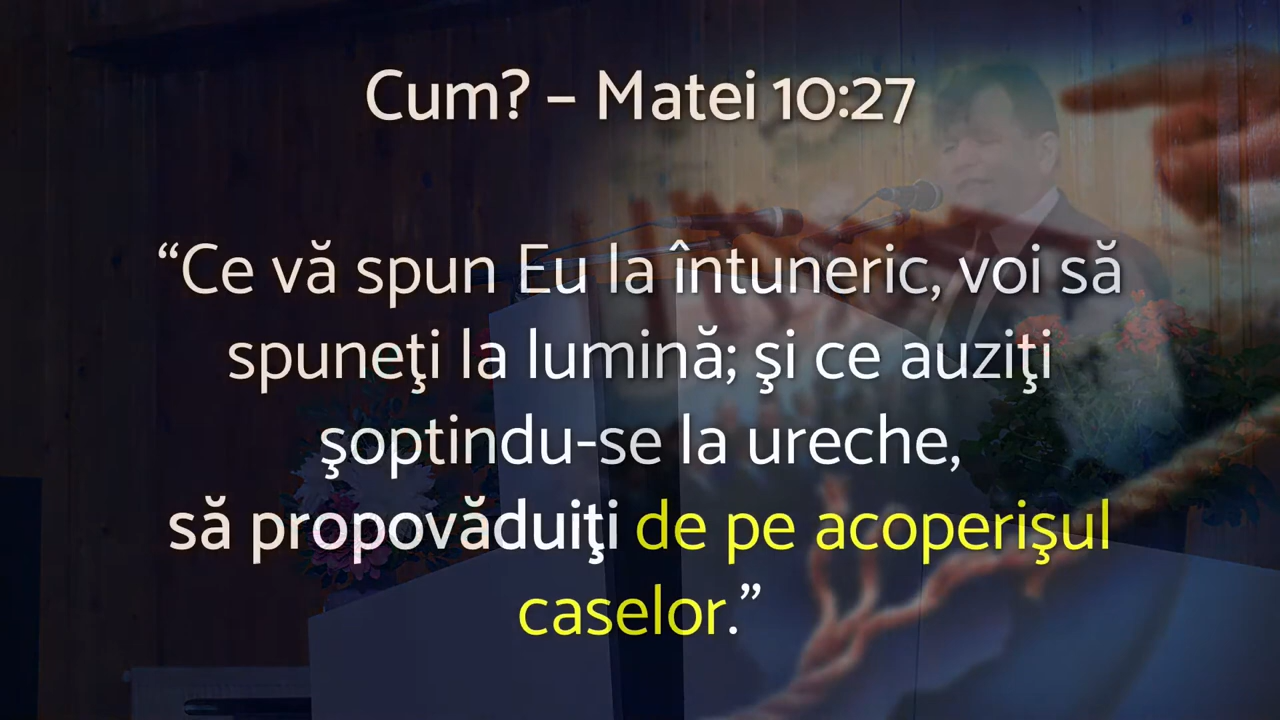 Cum? – Matei 10:27
“Ce vă spun Eu la întuneric, voi să
spuneţi la lumină; şi ce auziţi
şoptindu-se la ureche,
să propovăduiţi de pe acoperişul
caselor.”